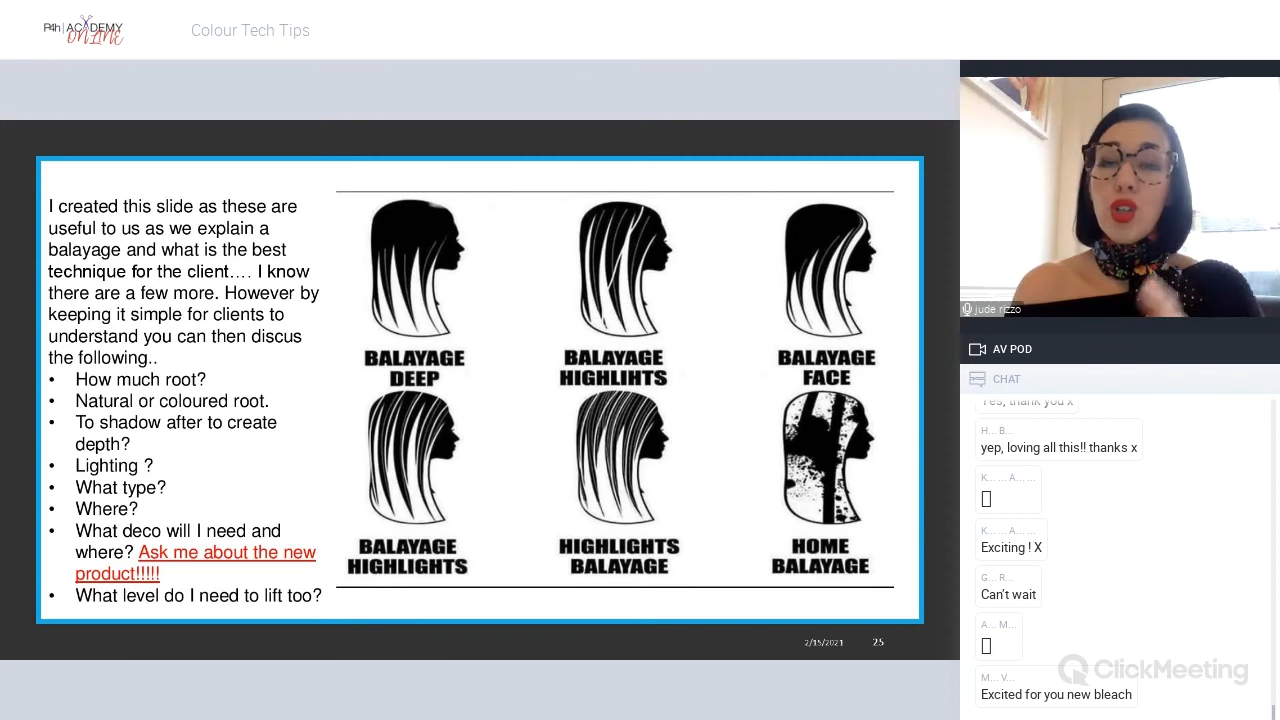 P4h | ACADEMY
ONLINE
Colour Tech Tips
I created this slide as these are
useful to us as we explain a
balayage and what is the best
technique for the client…. I know
there are a few more. However by
keeping it simple for clients to
understand you can then discus
the following..
• How much root?
• Natural or coloured root.
• To shadow after to create
depth?
• Lighting ?
• What type?
• Where?
• What deco will I need and
where? Ask me about the new
product!!!!!
• What level do I need to lift too?
BALAYAGE
DEEP
BALAYAGE
HIGHLIHTS
BALAYAGE
FACE
BALAYAGE
HIGHLIGHTS
HIGHLIGHTS
BALAYAGE
HOME
BALAYAGE
2/15/2021
25
jude rizzo
AV POD
CHAT
Yes, thank you x
H... B...
yep, loving all this!! thanks x
K... ... A... ...
K... ... A... ...
Exciting ! X
G... R...
Can't wait
A... M...
M... V...
Excited for you new bleach
ClickMeeting